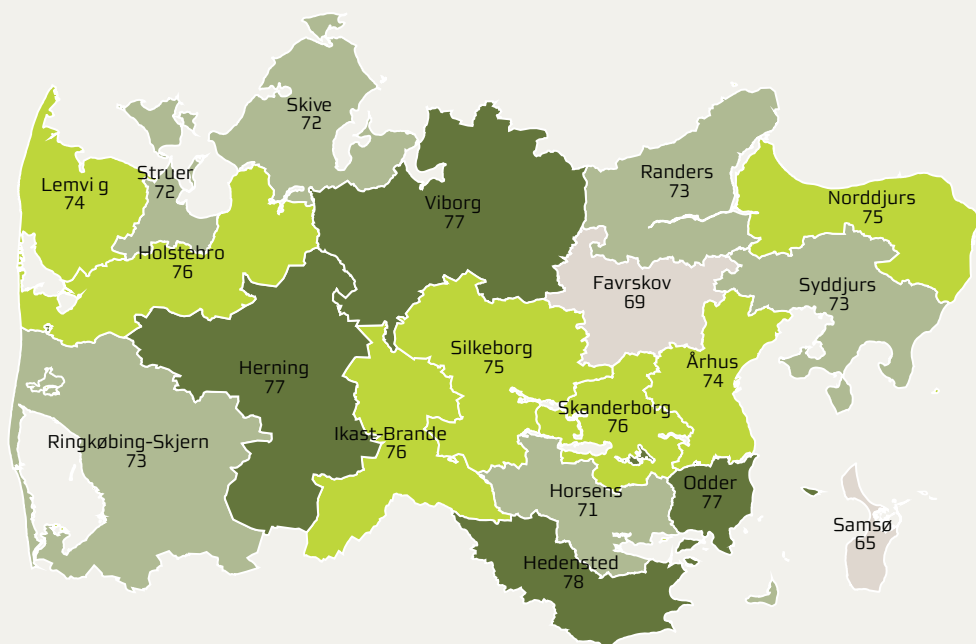 Skive
72
Lemvi g
74
Struer
72
Viborg
77
Randers
73
Norddjurs
75
Holstebro
76
Favrskov
69
Syddjurs
73
Herning
77
Silkeborg
75
Århus
74
Skanderborg
76
Ringkøbing-Skjern
73
Ikast-Brande
76
Horsens
71
Odder
77
Samsø
65
Hedensted
78